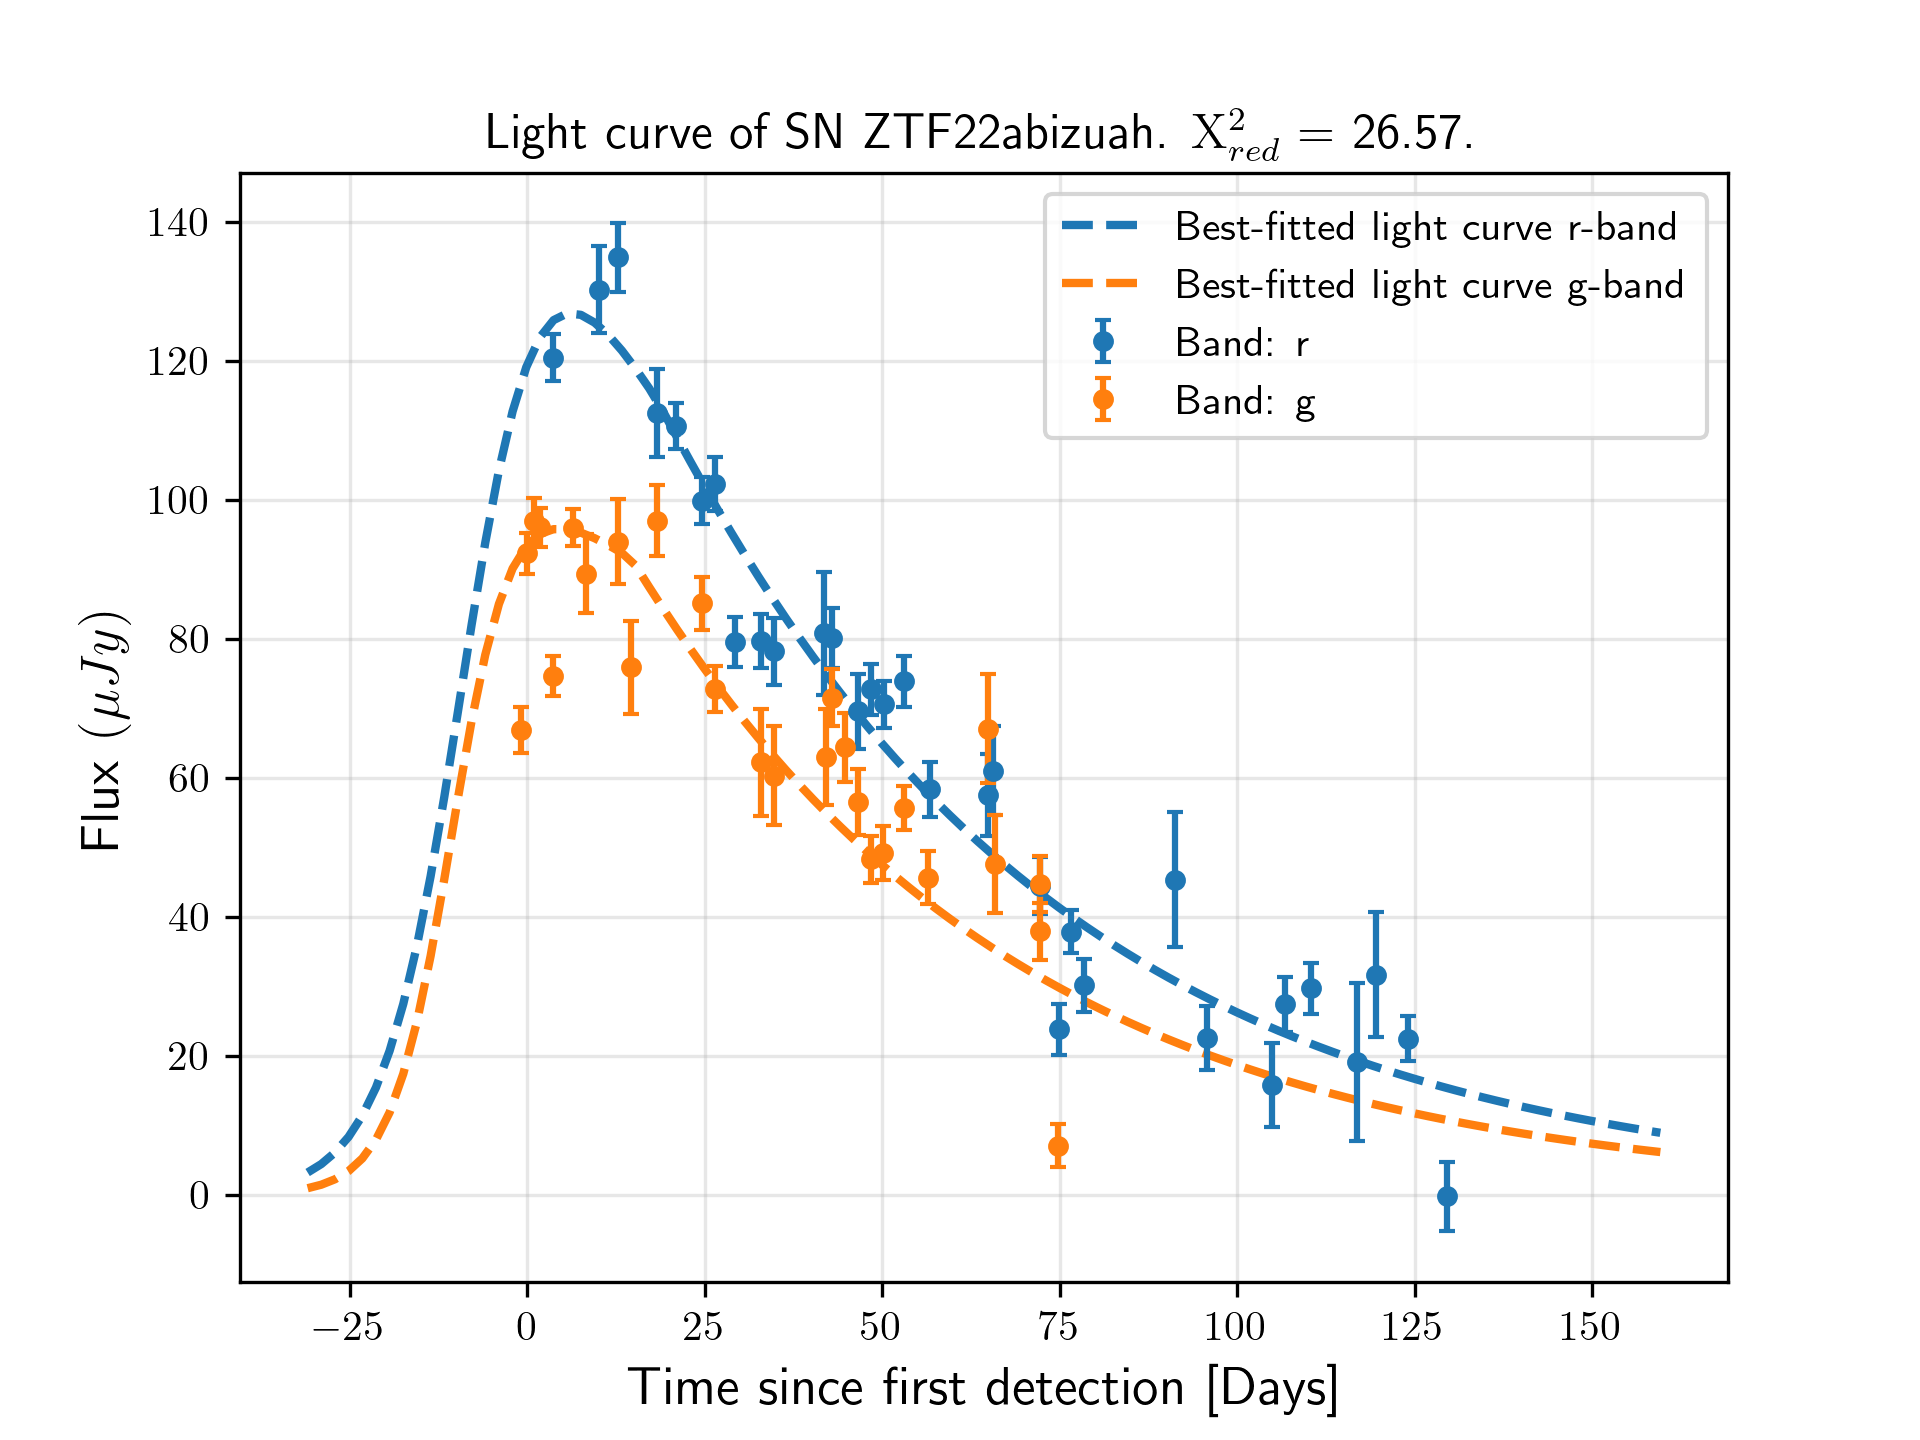 Light curve of SN ZTF22abizuah. X²_red = 26.57.
Best-fitted light curve r-band
Best-fitted light curve g-band
Band: r
Band: g
140
120
100
80
60
40
20
0
Flux (μJy)
−25 0 25 50 75 100 125 150
Time since first detection [Days]